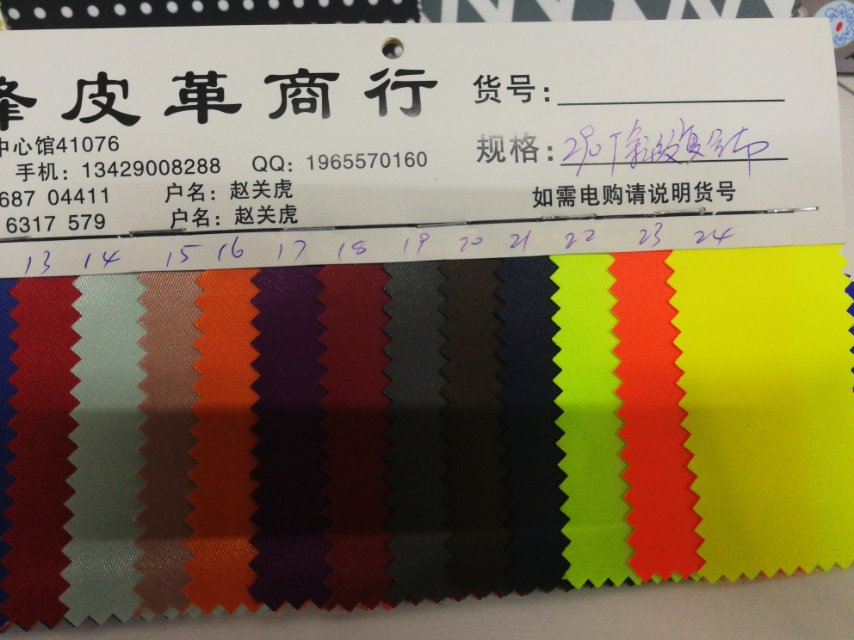 皮革商行
中心馆41076
手机：13429008288 QQ：1965570160
687 04411 户名：赵关虎
6317 579 户名：赵关虎
货号：
规格：290T
如需电购请说明货号
13 14 15 16 17 18 19 20 21 22 23 24